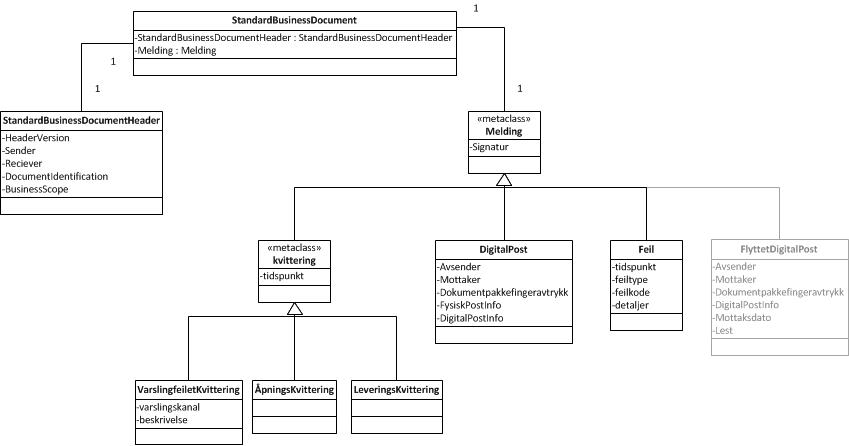 1
StandardBusinessDocument
-StandardBusinessDocumentHeader : StandardBusinessDocumentHeader
-Melding : Melding
1
1
1
StandardBusinessDocumentHeader
-HeaderVersion
-Sender
-Reciever
-DocumentIdentification
-BusinessScope
«metaclass»
Melding
-Signatur
«metaclass»
kvittering
-tidspunkt
DigitalPost
-Avsender
-Mottaker
-Dokumentpakkefingeravtrykk
-FysiskPostInfo
-DigitalPostInfo
Feil
-tidspunkt
-feiltype
-feilkode
-detaljer
FlyttetDigitalPost
-Avsender
-Mottaker
-Dokumentpakkefingeravtrykk
-DigitalPostInfo
-Mottaksdato
-Lest
VarslingfeiletKvittering
-varslingskanal
-beskrivelse
ÅpningsKvittering
LeveringsKvittering